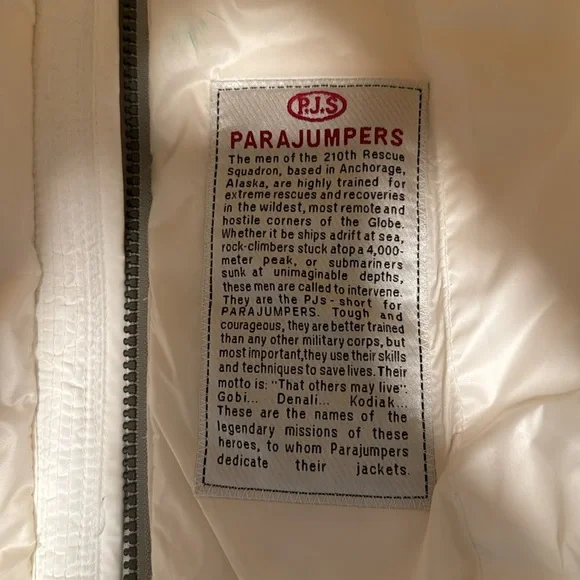 P.J.S
PARAJUMPERS
The men of the 210th Rescue
Squadron, based in Anchorage,
Alaska, are highly trained for
extreme rescues and recoveries
in the wildest, most remote and
hostile corners of the Globe.
Whether it be ships adrift at sea,
rock-climbers stuck atop a 4,000-
meter peak, or submariners
sunk at unimaginable depths,
these men are called to intervene.
They are the PJs - short for
PARAJUMPERS. Tough and
courageous, they are better trained
than any other military corps, but
most important,they use their skills
and techniques to save lives. Their
motto is: "That others may live".
Gobi... Denali... Kodiak...
These are the names of the
legendary missions of these
heroes, to whom Parajumpers
dedicate their jackets.